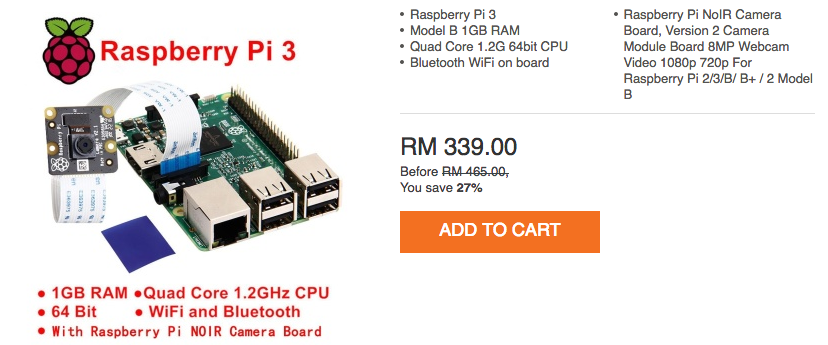 Raspberry Pi 3
1GB RAM
Quad Core 1.2GHz CPU
64 Bit
WiFi and Bluetooth
With Raspberry Pi NOIR Camera Board
Raspberry Pi 3
Model B 1GB RAM
Quad Core 1.2G 64bit CPU
Bluetooth WiFi on board
Raspberry Pi NoIR Camera
Board, Version 2 Camera
Module Board 8MP Webcam
Video 1080p 720p For
Raspberry Pi 2/3/B/ B+ / 2 Model
B
RM 339.00
Before RM 465.00,
You save 27%
ADD TO CART